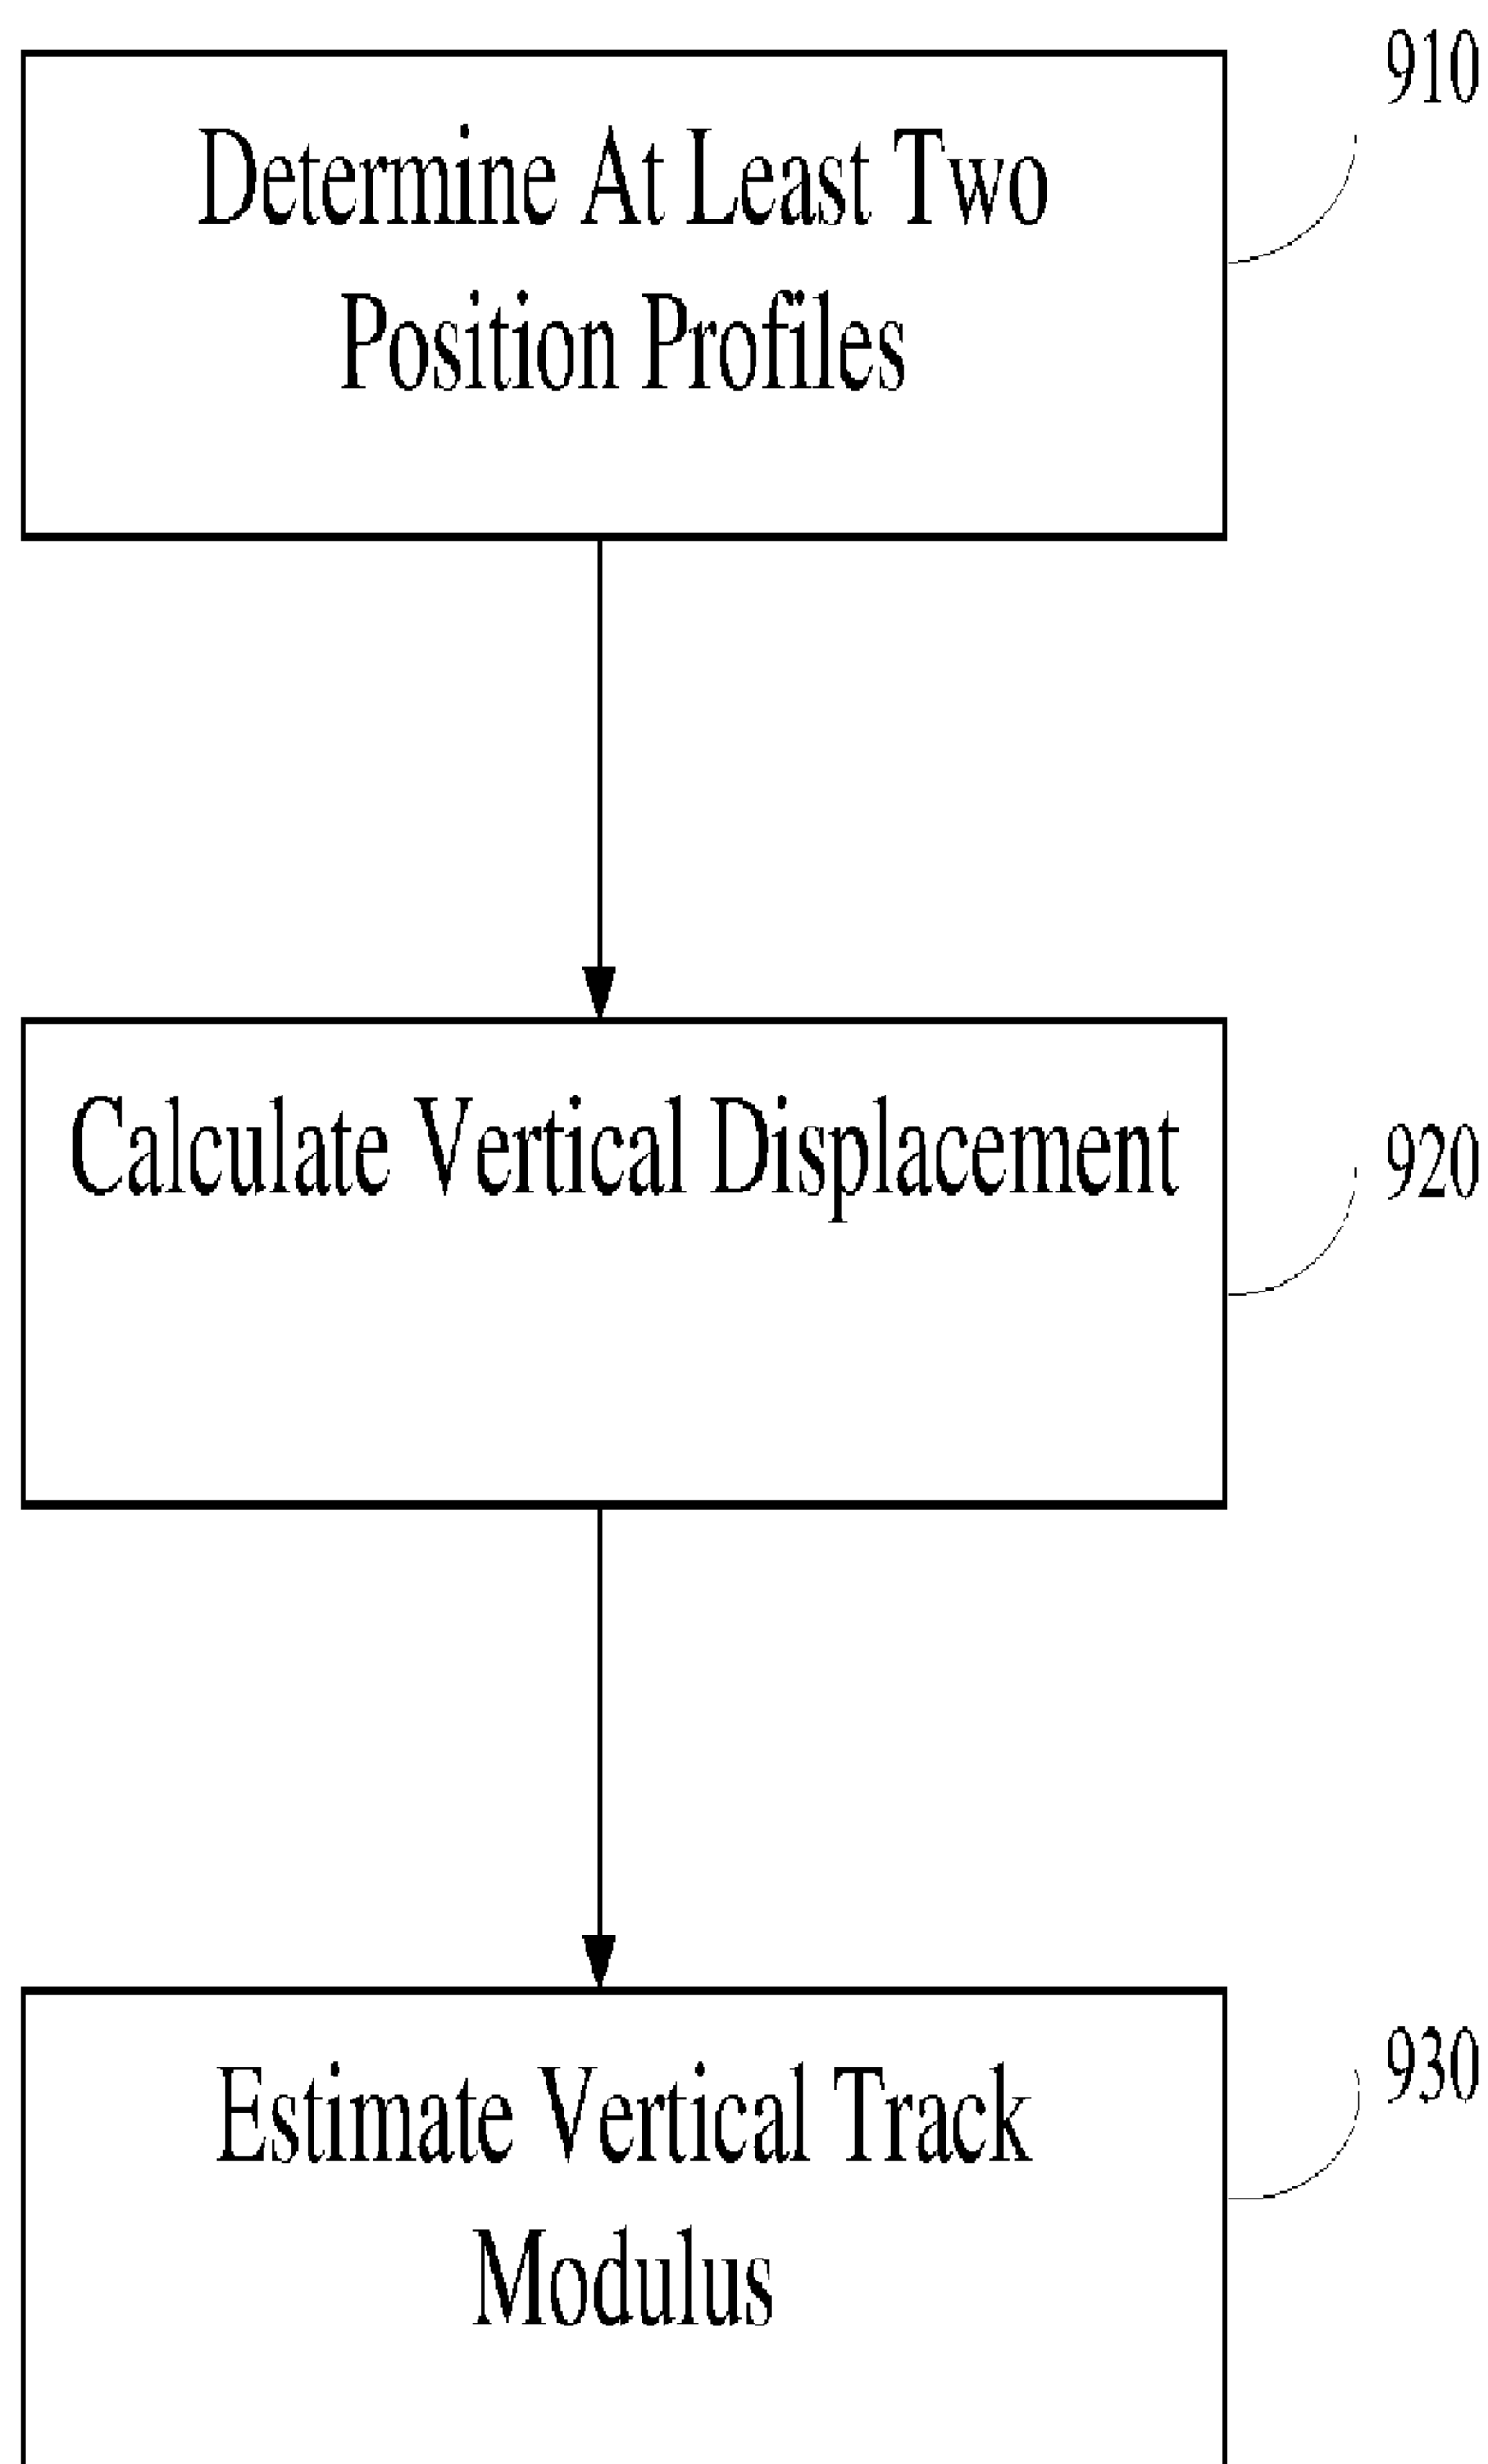 910
Determine At Least Two
Position Profiles
Calculate Vertical Displacement
920
Estimate Vertical Track
Modulus
930